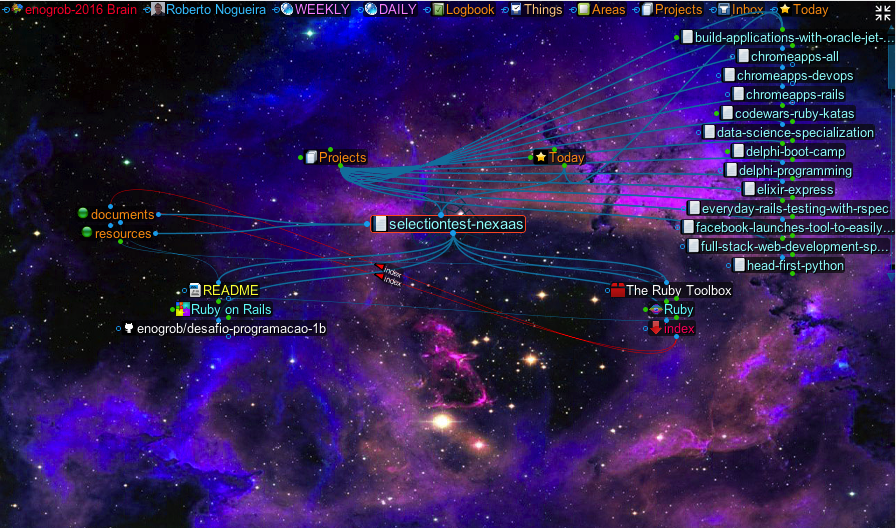 enogrob-2016 Brain Roberto Nogueira WEEKLY DAILY Logbook Things Areas Projects Inbox Today
build-applications-with-oracle-jet-...
chromeapps-all
chromeapps-devops
chromeapps-rails
codewars-ruby-katas
data-science-specialization
delphi-boot-camp
delphi-programming
elixir-express
everyday-rails-testing-with-rspec
facebook-launches-tool-to-easily...
full-stack-web-development-sp...
head-first-python
Projects
Today
documents
resources
selectiontest-nexaas
index
index
README
Ruby on Rails
enogrob/desafio-programacao-1b
The Ruby Toolbox
Ruby
index